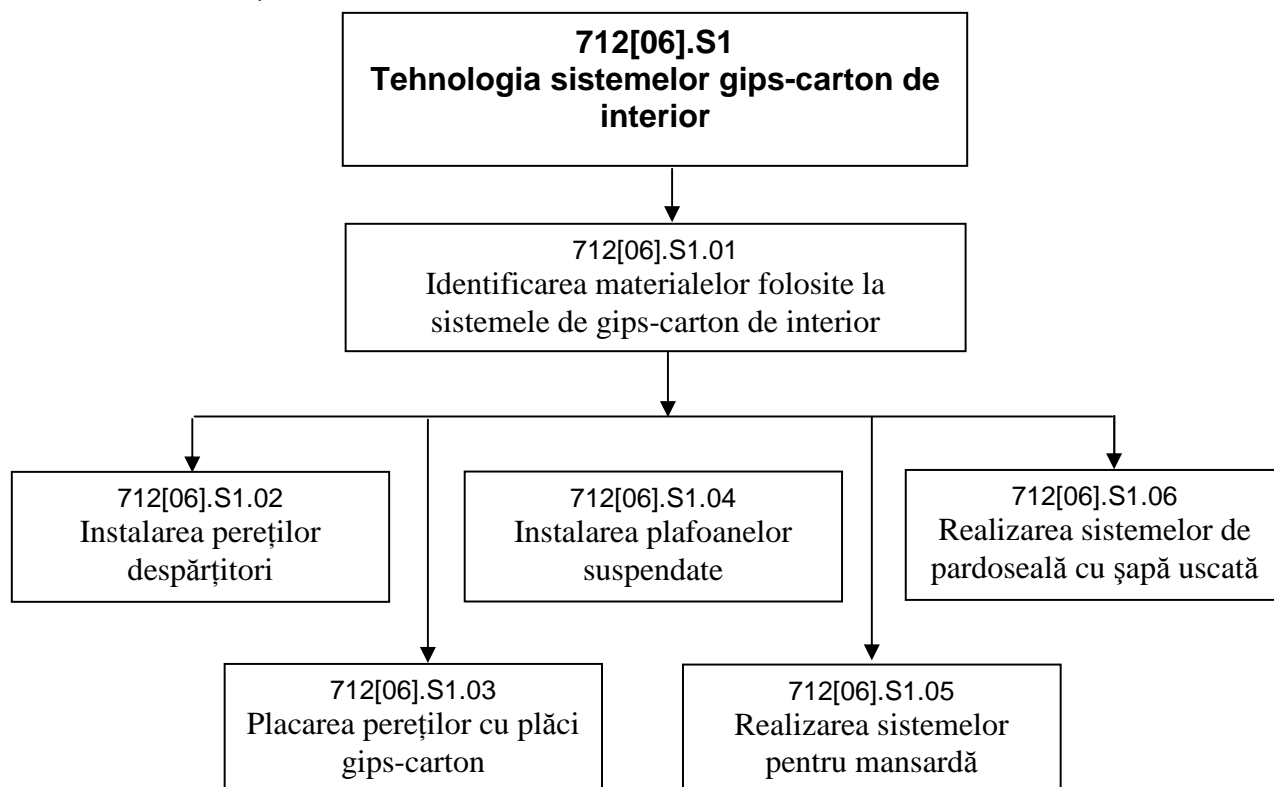 712[06].S1
Tehnologia sistemelor gips-carton de
interior
712[06].S1.01
Identificarea materialelor folosite la
sistemele de gips-carton de interior
712[06].S1.02
Instalarea pereților
despărțitori
712[06].S1.04
Instalarea plafoanelor
suspendate
712[06].S1.06
Realizarea sistemelor de
pardoseală cu şapă uscată
712[06].S1.03
Placarea pereților cu plăci
gips-carton
712[06].S1.05
Realizarea sistemelor
pentru mansardă